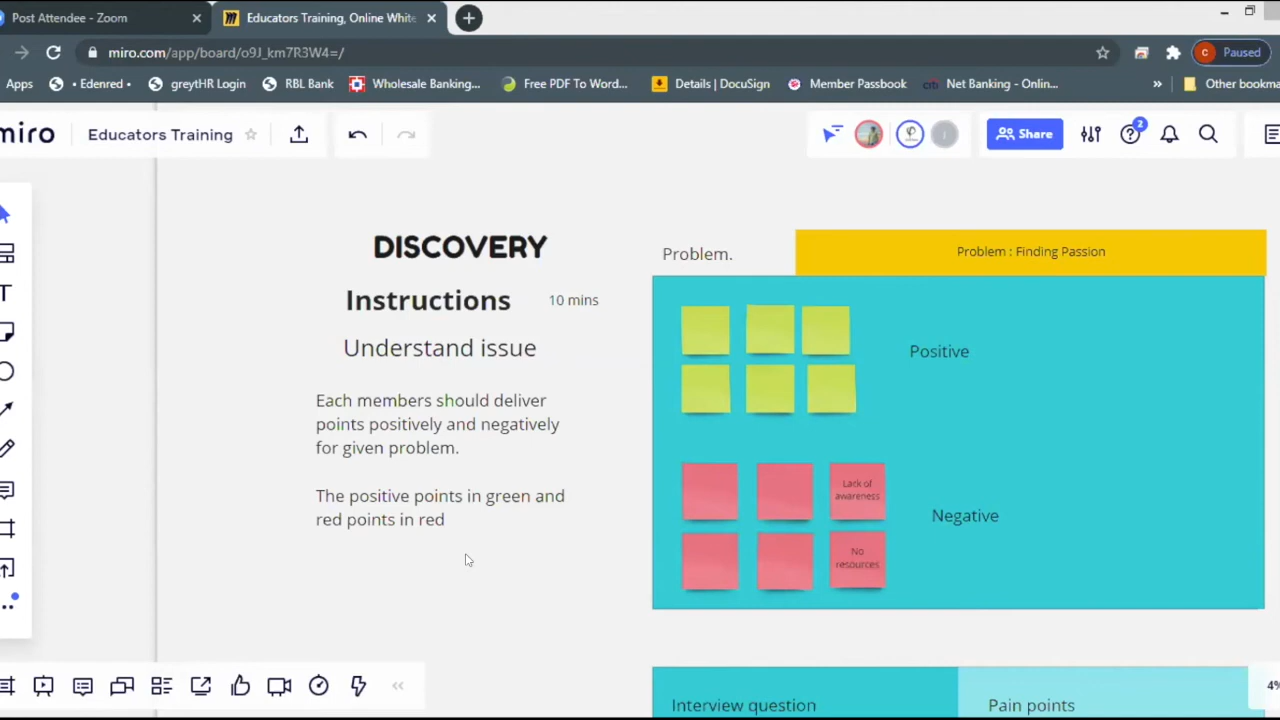 Post Attendee - Zoom
Educators Training, Online White
miro.com/app/board/o9J_km7R3W4=/
Paused
Apps
• Edenred •
greytHR Login
RBL Bank
Wholesale Banking...
Free PDF To Word...
Details | DocuSign
Member Passbook
Net Banking - Onlin...
»
Other bookma
miro
Educators Training
Share
2
DISCOVERY
Problem.
Problem : Finding Passion
Instructions
10 mins
Understand issue
Positive
Each members should deliver
points positively and negatively
for given problem.
The positive points in green and
red points in red
Lack of
awareness
Negative
No
resources
Interview question
Pain points
4%